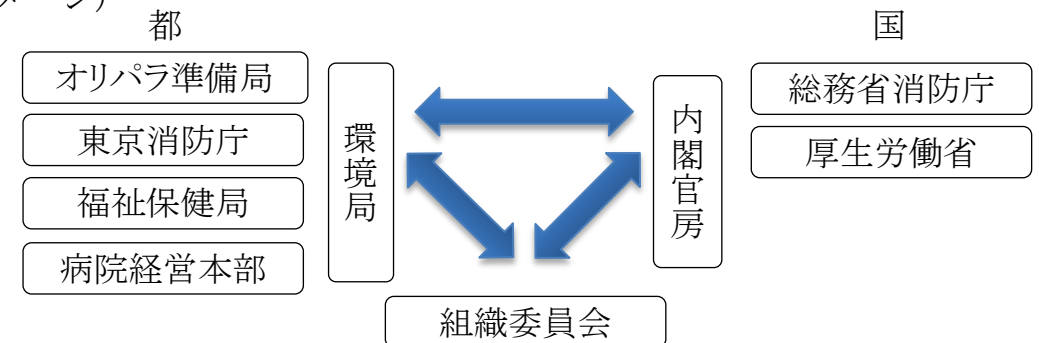 都
オリパラ準備局
東京消防庁
福祉保健局
病院経営本部
環境局
内閣官房
国
総務省消防庁
厚生労働省
組織委員会